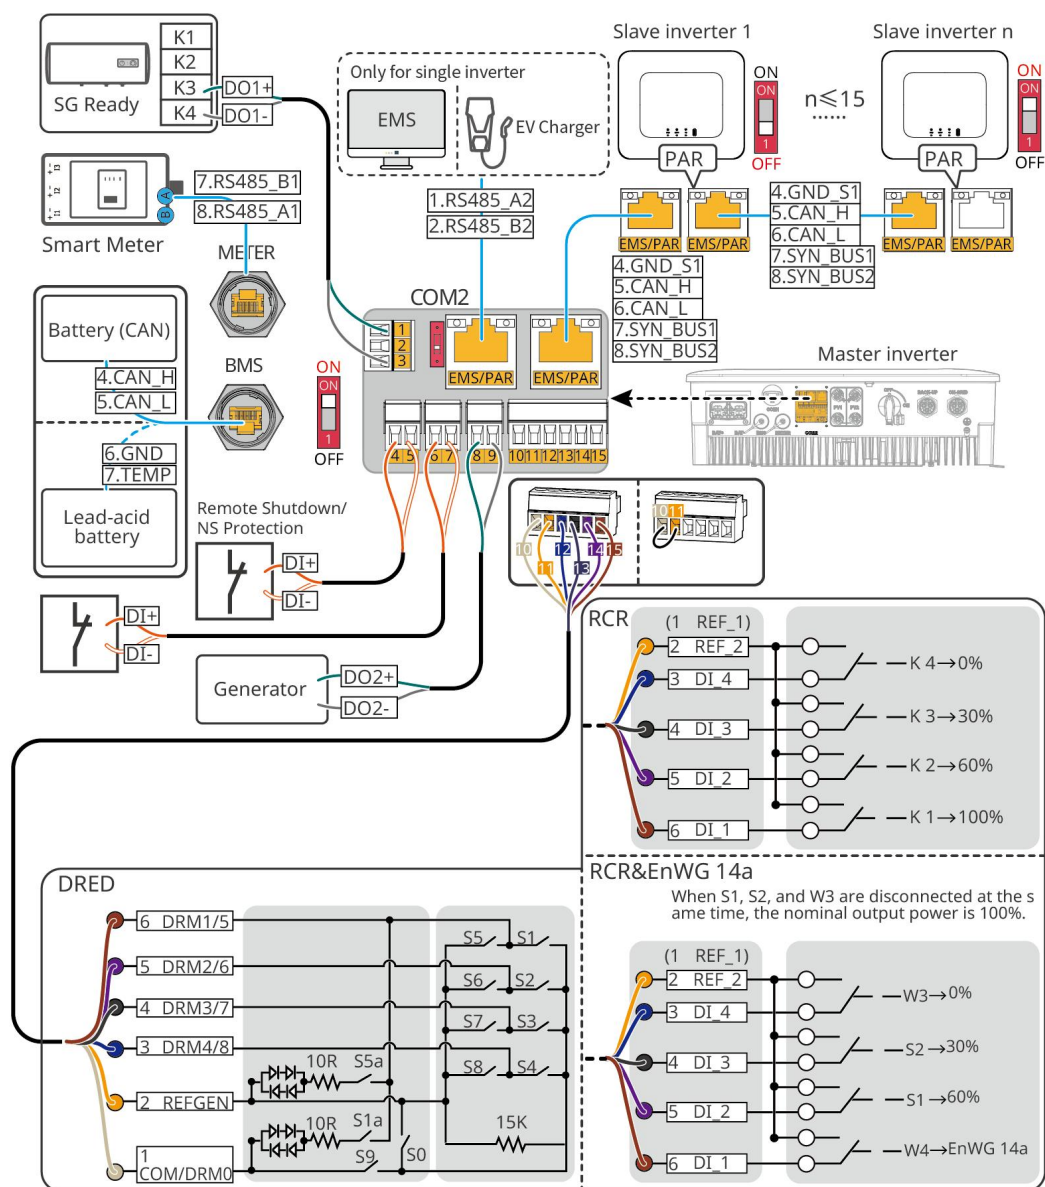 K1
K2
K3
K4
SG Ready
DO1+
DO1-
Only for single inverter
EMS
EV Charger
1.RS485_A2
2.RS485_B2
Slave inverter 1
ON
ON
1
OFF
PAR
n≤15
......
Slave inverter n
ON
ON
1
OFF
PAR
EMS/PAR
EMS/PAR
EMS/PAR
EMS/PAR
4.GND_S1
5.CAN_H
6.CAN_L
7.SYN_BUS1
8.SYN_BUS2
4.GND_S1
5.CAN_H
6.CAN_L
7.SYN_BUS1
8.SYN_BUS2
A
B
7.RS485_B1
8.RS485_A1
Smart Meter
METER
Battery (CAN)
4.CAN_H
5.CAN_L
BMS
6.GND
7.TEMP
Lead-acid
battery
ON
ON
1
OFF
COM2
1
2
3
EMS/PAR
EMS/PAR
4 5
6 7
8 9
10 11 12 13 14 15
Master inverter
Remote Shutdown/
NS Protection
DI+
DI-
DI+
DI-
Generator
DO2+
DO2-
10
11
12
13
14
15
10 11
RCR
(1 REF_1)
2 REF_2
3 DI_4
4 DI_3
5 DI_2
6 DI_1
K 4→0%
K 3→30%
K 2→60%
K 1→100%
RCR&EnWG 14a
When S1, S2, and W3 are disconnected at the s
ame time, the nominal output power is 100%.
(1 REF_1)
2 REF_2
3 DI_4
4 DI_3
5 DI_2
6 DI_1
W3→0%
S2→30%
S1→60%
W4→EnWG 14a
DRED
6 DRM1/5
5 DRM2/6
4 DRM3/7
3 DRM4/8
2 REFGEN
1
COM/DRM0
10R
S5a
10R
S1a
S9
S0
S5
S1
S6
S2
S7
S3
S8
S4
15K